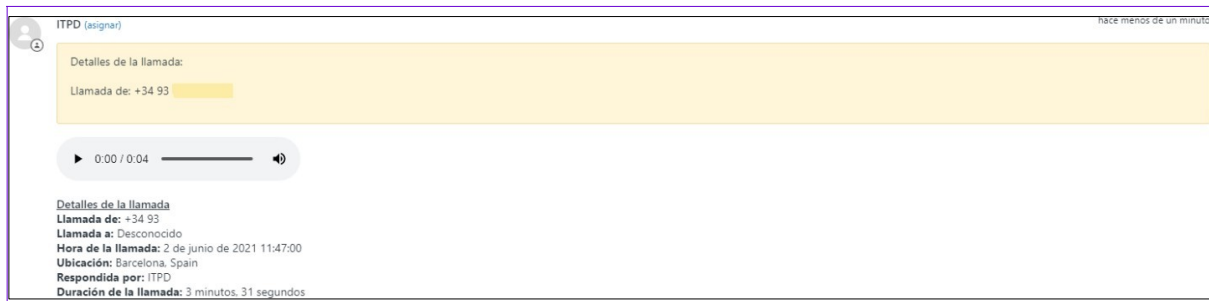 ITPD (asignar)
hace menos de un minuto
Detalles de la llamada:
Llamada de: +34 93
0:00 / 0:04
Detalles de la llamada
Llamada de: +34 93
Llamada a: Desconocido
Hora de la llamada: 2 de junio de 2021 11:47:00
Ubicación: Barcelona, Spain
Respondida por: ITPD
Duración de la llamada: 3 minutos, 31 segundos